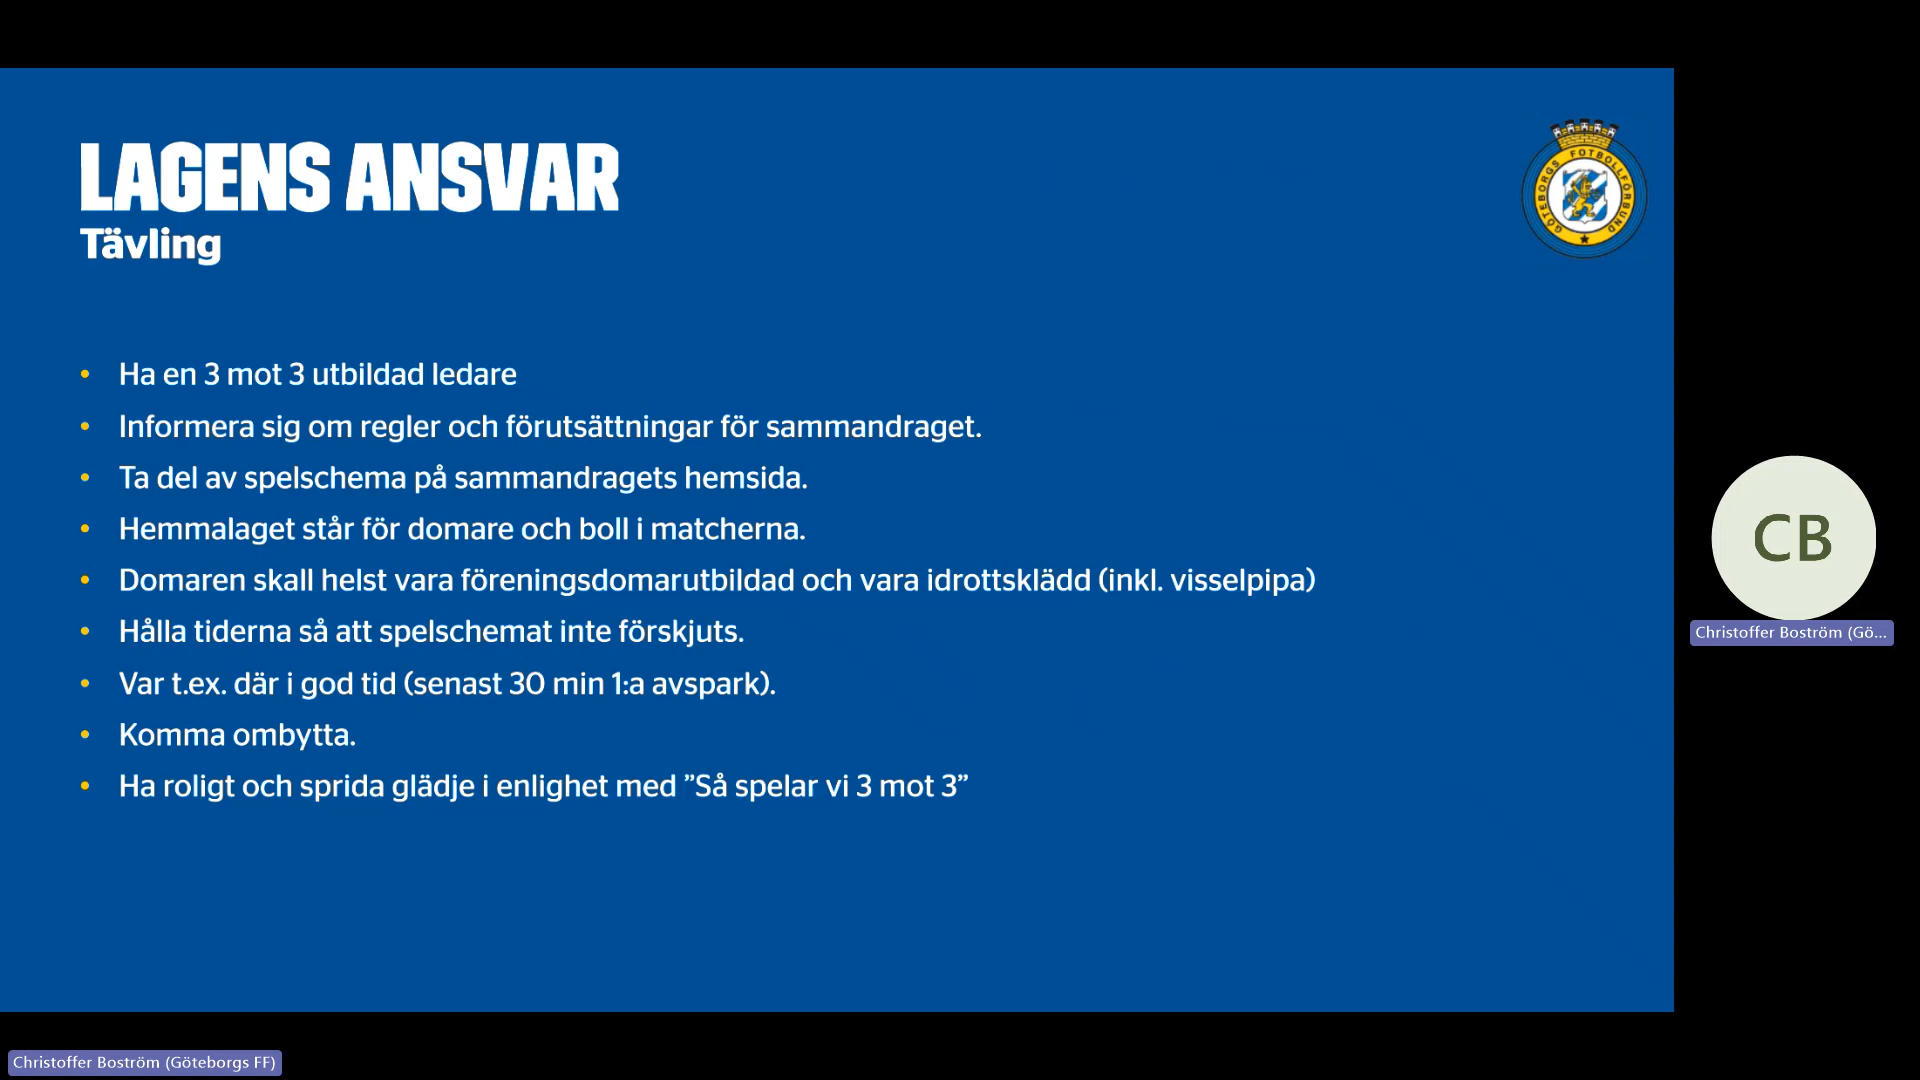 LAGENS ANSVAR
Tävling
GÖTEBORGS FOTBOLLFÖRBUND
• Ha en 3 mot 3 utbildad ledare
• Informera sig om regler och förutsättningar för sammandraget.
• Ta del av spelschema på sammandragets hemsida.
• Hemmalaget står för domare och boll i matcherna.
• Domaren skall helst vara föreningsdomarutbildad och vara idrottsklädd (inkl. visselpipa)
• Hålla tiderna så att spelschemat inte förskjuts.
• Var t.ex. där i god tid (senast 30 min 1:a avspark).
• Komma ombytta.
• Ha roligt och sprida glädje i enlighet med ”Så spelar vi 3 mot 3”
CB
Christoffer Boström (Gö...
Christoffer Boström (Göteborgs FF)